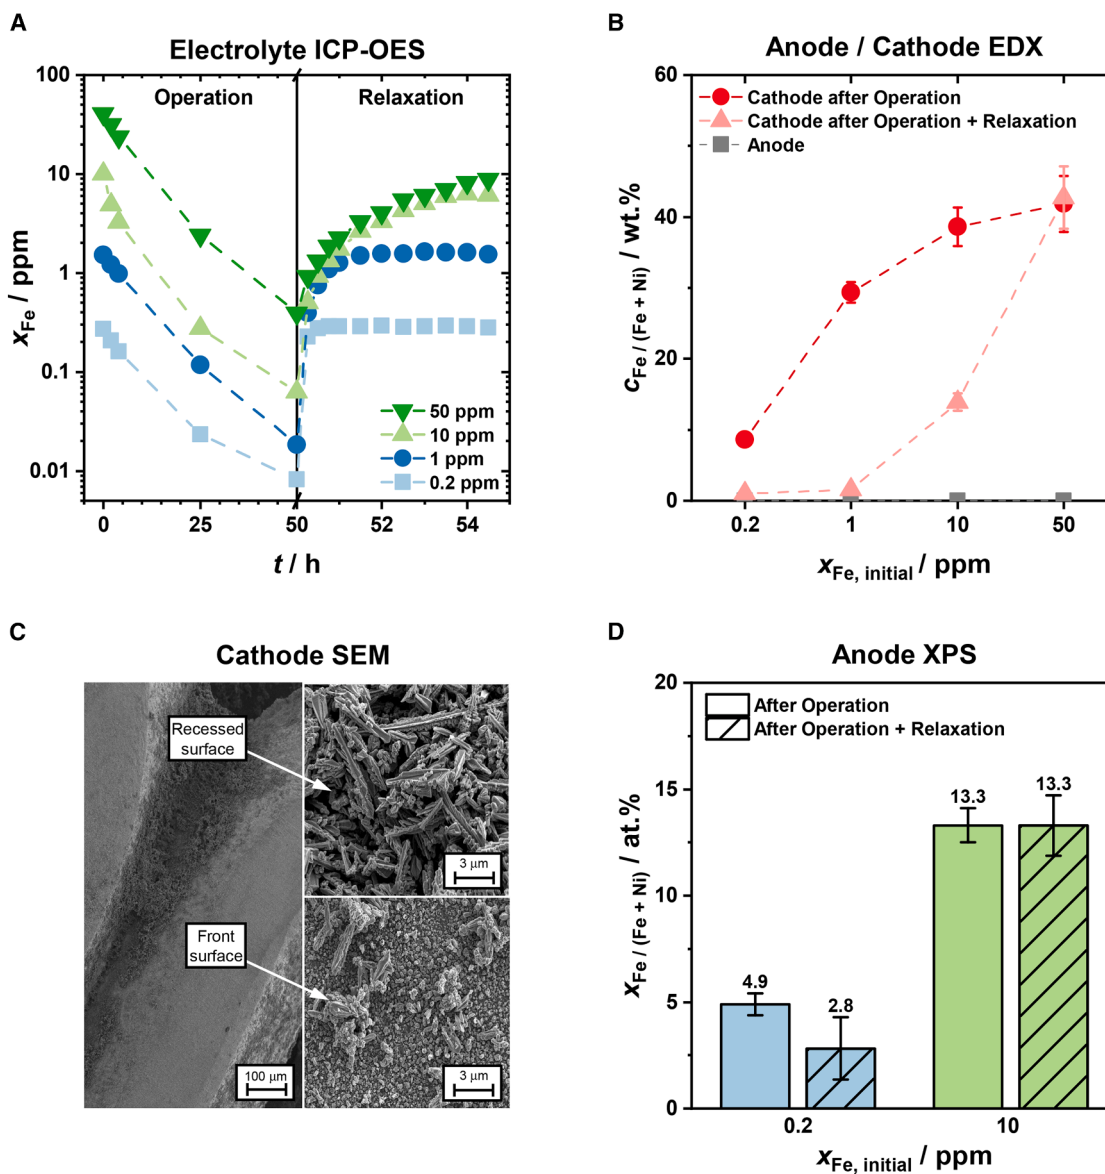 A
Electrolyte ICP-OES
Operation
Relaxation
100
10
1
0.1
0.01
xFe / ppm
50 ppm
10 ppm
1 ppm
0.2 ppm
0
25
50
52
54
t / h
B
Anode / Cathode EDX
60
40
20
0
cFe / (Fe + Ni) / wt.%
Cathode after Operation
Cathode after Operation + Relaxation
Anode
0.2
1
10
50
xFe, initial / ppm
C
Cathode SEM
Recessed
surface
Front
surface
100 µm
3 µm
3 µm
D
Anode XPS
20
15
10
5
0
xFe / (Fe + Ni) / at.%
After Operation
After Operation + Relaxation
4.9
2.8
13.3
13.3
0.2
10
xFe, initial / ppm